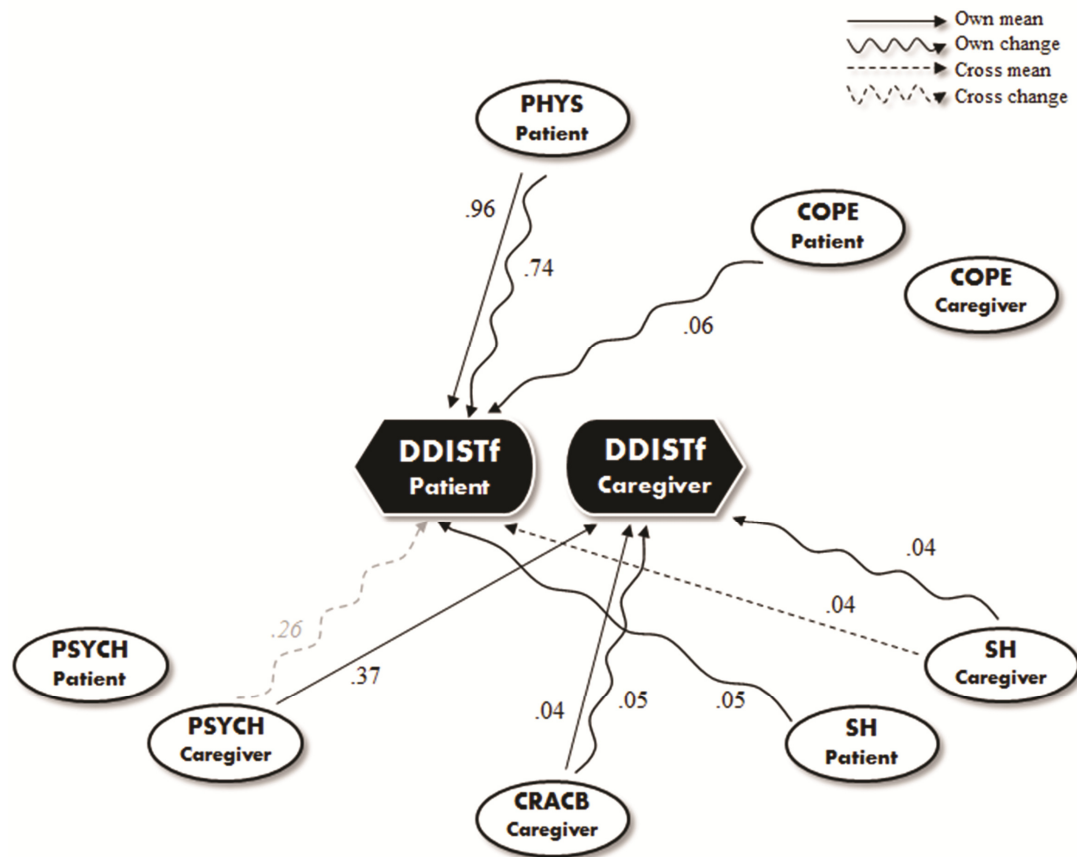 Own mean
Own change
Cross mean
Cross change
PHYS
Patient
.96
.74
COPE
Patient
COPE
Caregiver
.06
DDISTf
Patient
DDISTf
Caregiver
.04
.04
.26
PSYCH
Patient
.37
PSYCH
Caregiver
.04
.05
.05
SH
Caregiver
SH
Patient
CRACB
Caregiver